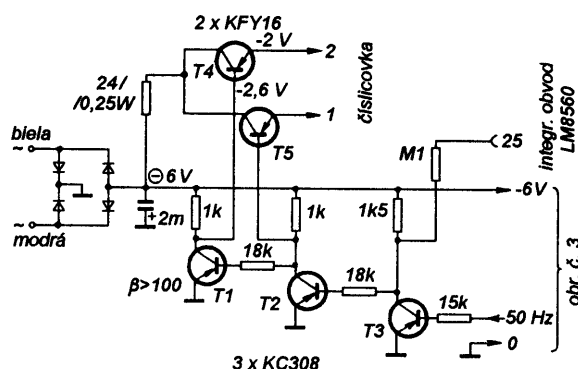 2 x KFY16
-2 V
2
T4
-2,6 V
24/
/0,25W
1
T5
číslicovka
integr. obvod
LM8560
biela
~
M1
25
⊖ 6V
-6V
+ 2m
1k
1k
1k5
~
modrá
18k
18k
β>100
T1
T2
T3
15k
50 Hz
0
obr. č. 3
3 x KC308